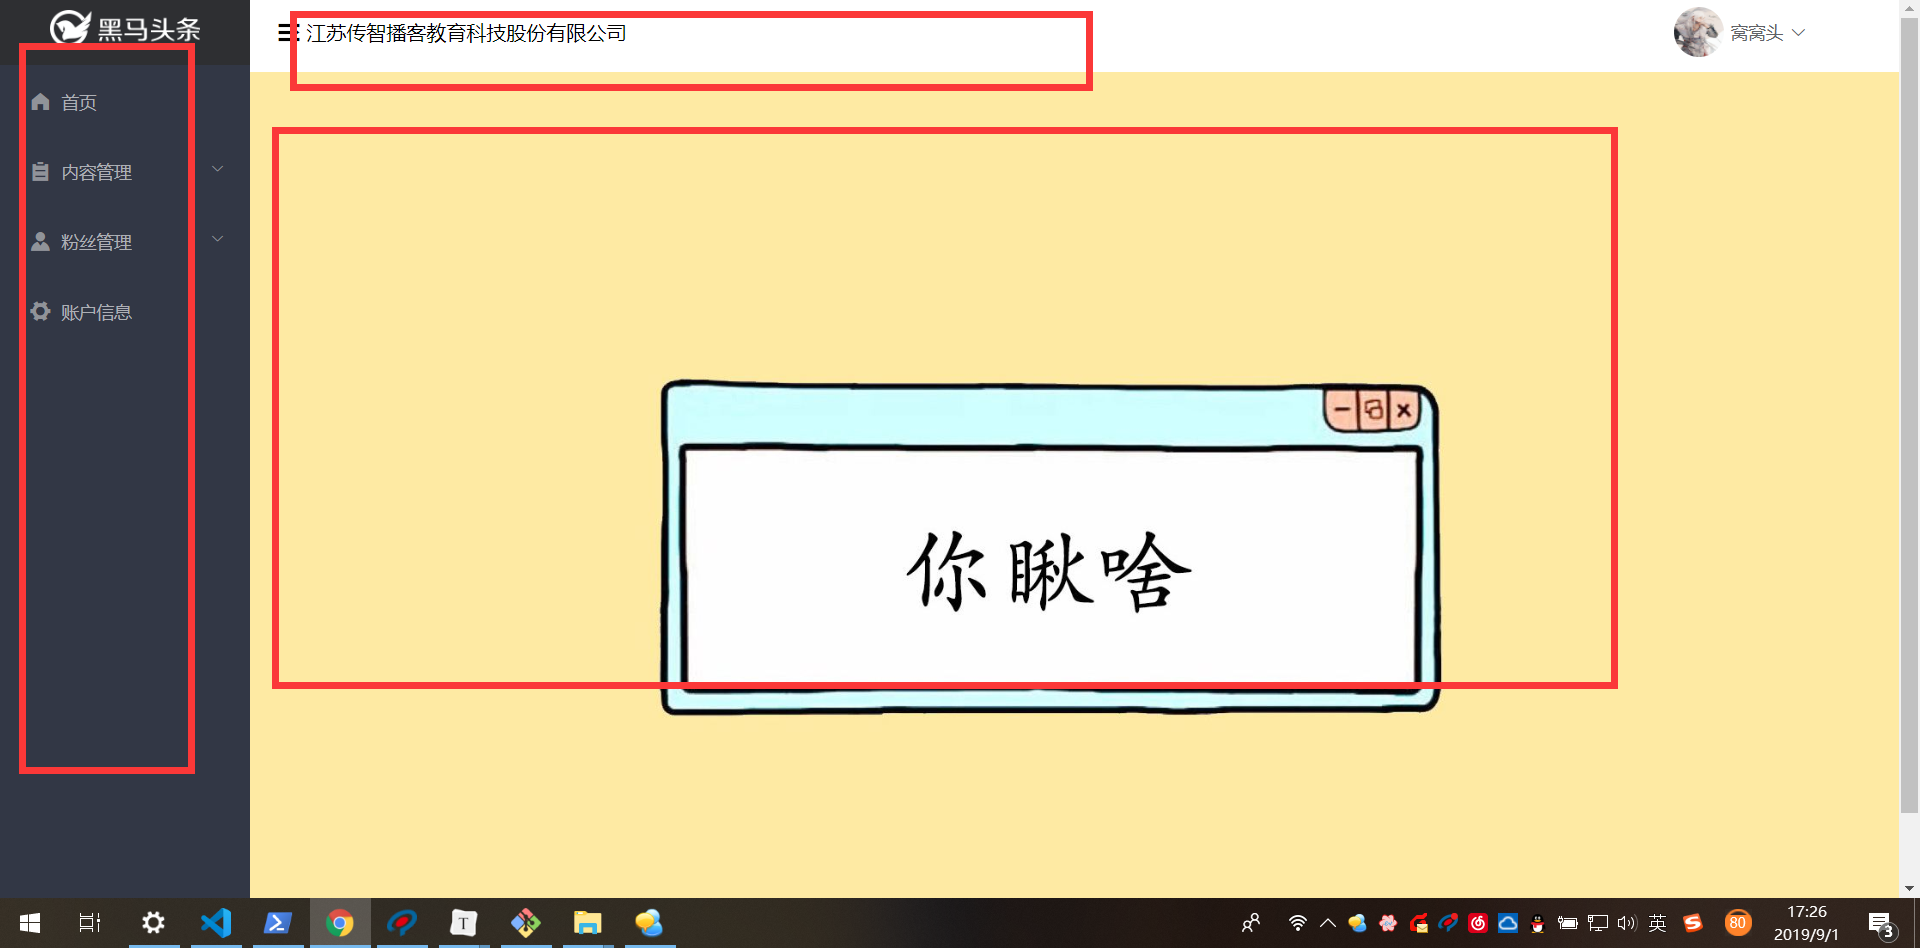 黑马头条
江苏传智播客教育科技股份有限公司
窝窝头
首页
内容管理
粉丝管理
账户信息
你瞅啥
T
英
80
17:26
2019/9/1
3